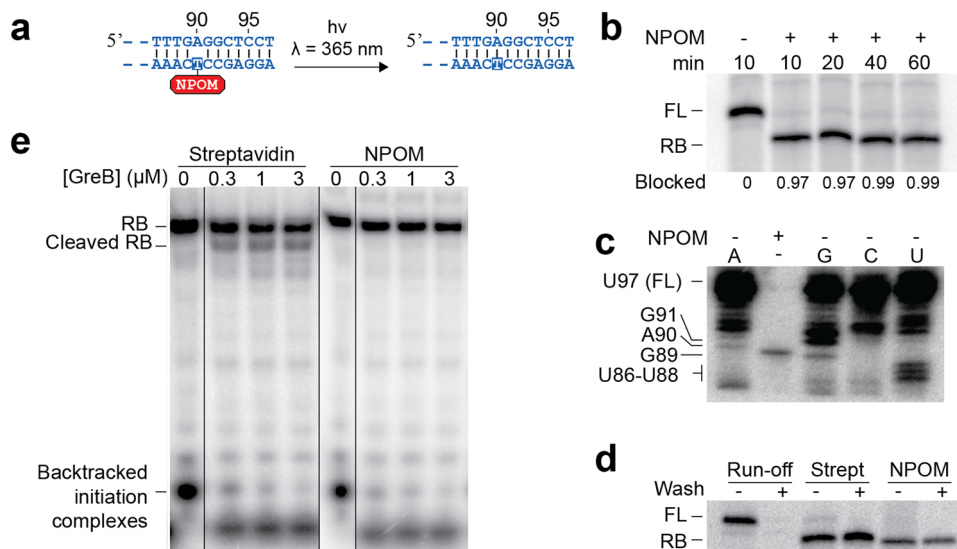 a
90 95
5' - - TTTGAGGCTCCT
- - AAACTCCGAGGA
NPOM
hν
λ = 365 nm
90 95
5' - - TTTGAGGCTCCT
- - AAACTCCGAGGA
b
NPOM - + + + +
min 10 10 20 40 60
FL
RB
Blocked 0 0.97 0.97 0.99 0.99
c
NPOM - + - - -
A - G C U
U97 (FL)
G91
A90
G89
U86-U88
d
Run-off Strept NPOM
Wash - + - + - +
FL
RB
e
Streptavidin NPOM
[GreB] (µM) 0 0.3 1 3 0 0.3 1 3
RB
Cleaved RB
Backtracked
initiation
complexes